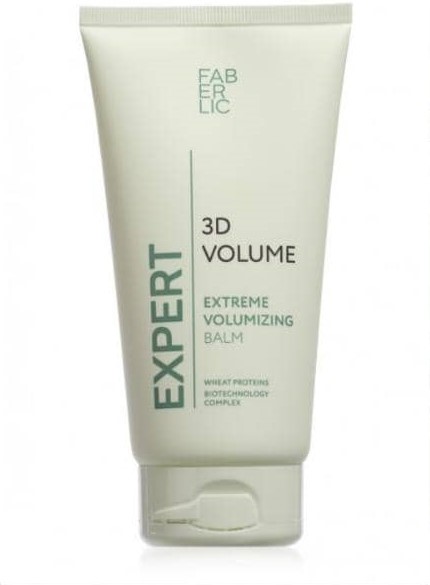 FAB
ER
LIC
EXPERT
3D
VOLUME
EXTREME
VOLUMIZING
BALM
WHEAT PROTEINS
BIOTECHNOLOGY
COMPLEX